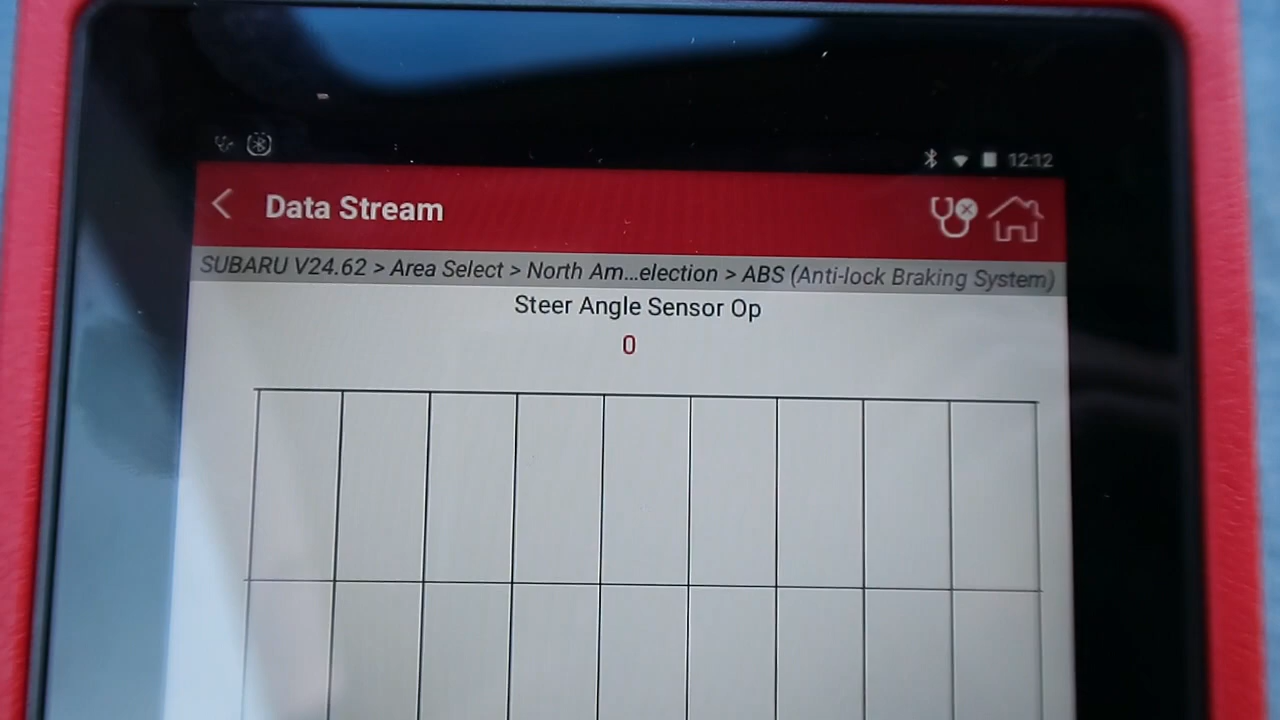 12:12
Data Stream
SUBARU V24.62 > Area Select > North Am...election > ABS (Anti-lock Braking System)
Steer Angle Sensor Op
0